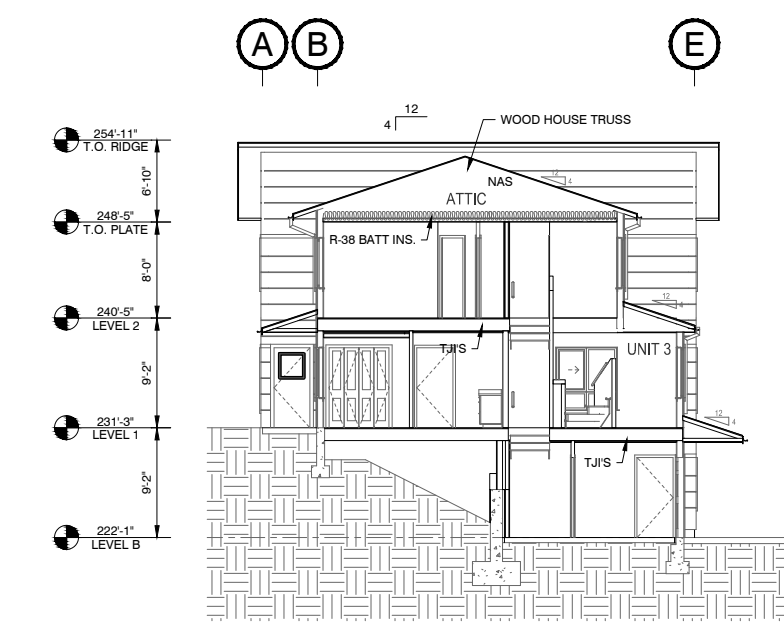 A B E
12
4
WOOD HOUSE TRUSS
254'-11"
T.O. RIDGE
6'-10"
NAS
12
4
ATTIC
248'-5"
T.O. PLATE
R-38 BATT INS.
8'-0"
12
4
240'-5"
LEVEL 2
TJI'S
UNIT 3
9'-2"
12
4
231'-3"
LEVEL 1
TJI'S
9'-2"
222'-1"
LEVEL B